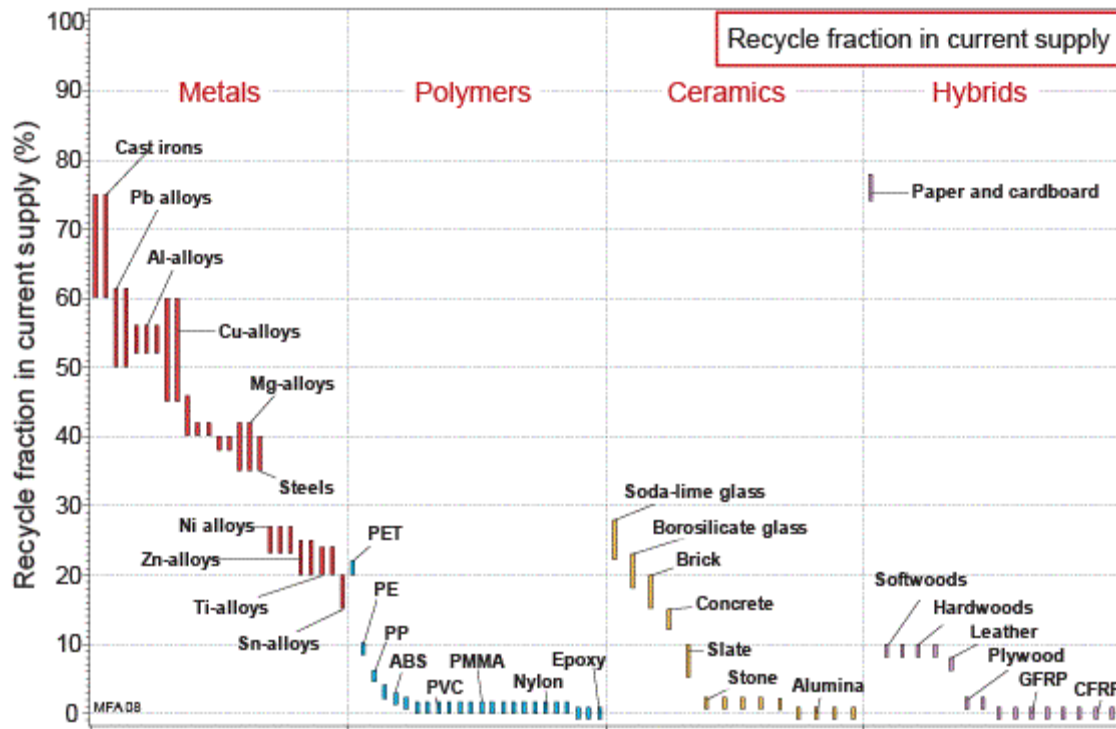 Recycle fraction in current supply
Metals
Polymers
Ceramics
Hybrids
Recycle fraction in current supply (%)
100
90
80
70
60
50
40
30
20
10
0
Cast irons
Pb alloys
Al-alloys
Cu-alloys
Mg-alloys
Steels
Ni alloys
Zn-alloys
Ti-alloys
Sn-alloys
PET
PE
PP
ABS
PVC
PMMA
Nylon
Epoxy
Soda-lime glass
Borosilicate glass
Brick
Concrete
Slate
Stone
Alumina
Paper and cardboard
Softwoods
Hardwoods
Leather
Plywood
GFRP
CFRP
MFA 08